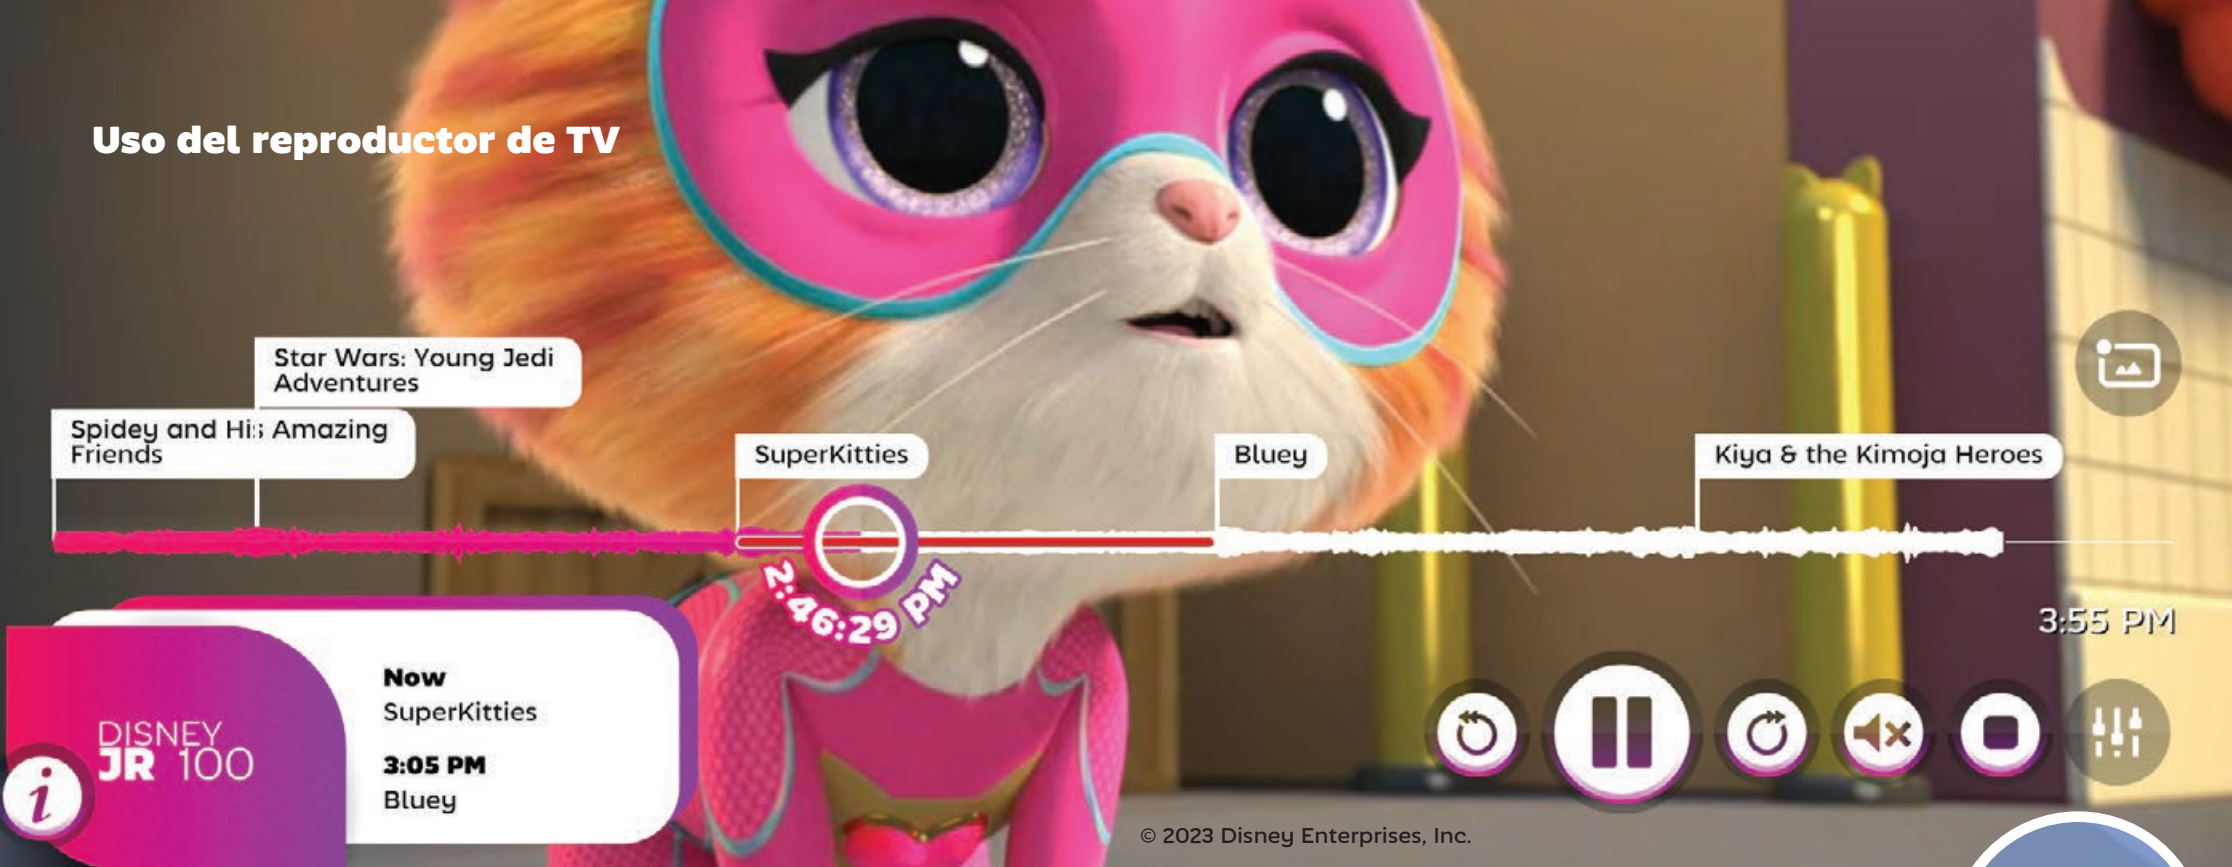 Uso del reproductor de TV
Star Wars: Young Jedi
Adventures
Spidey and His Amazing
Friends
SuperKitties
Bluey
Kiya & the Kimoja Heroes
2:46:29 PM
3:55 PM
Now
SuperKitties
3:05 PM
Bluey
DISNEY
JR 100
i
© 2023 Disney Enterprises, Inc.